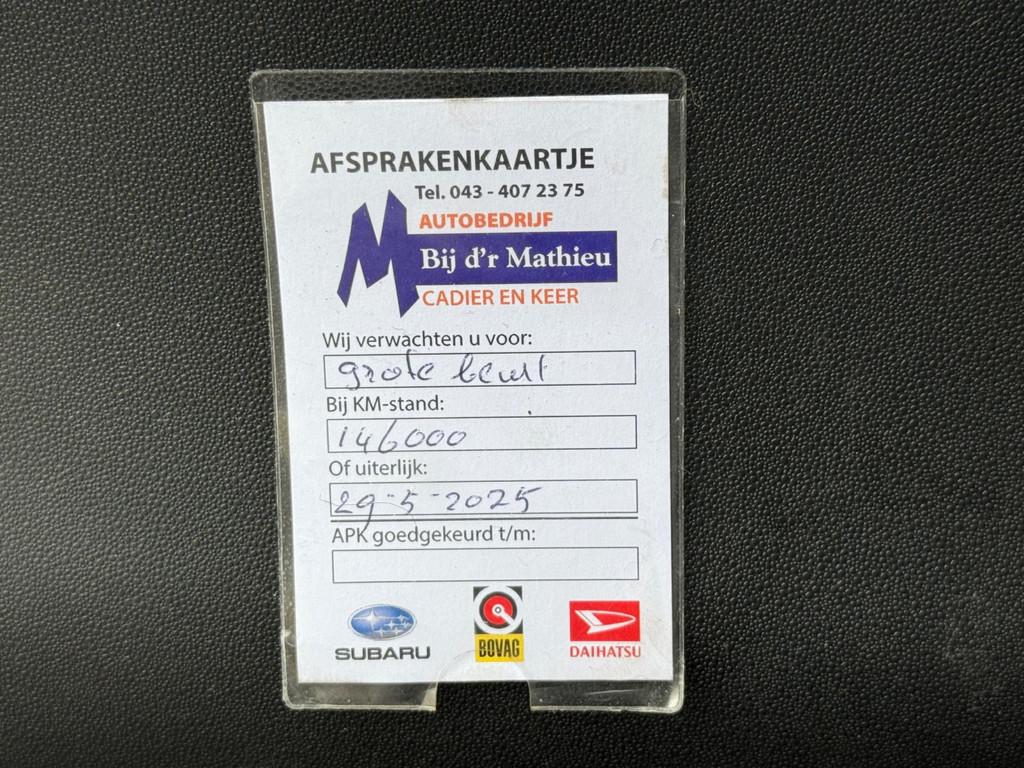 AFSPRAKENKAARTJE
Tel. 043 - 407 23 75
AUTOBEDRIJF
Bij d'r Mathieu
CADIER EN KEER
Wij verwachten u voor:
grote beurt
Bij KM-stand:
146000
Of uiterlijk:
29-5-2025
APK goedgekeurd t/m:
SUBARU
BOVAG
DAIHATSU